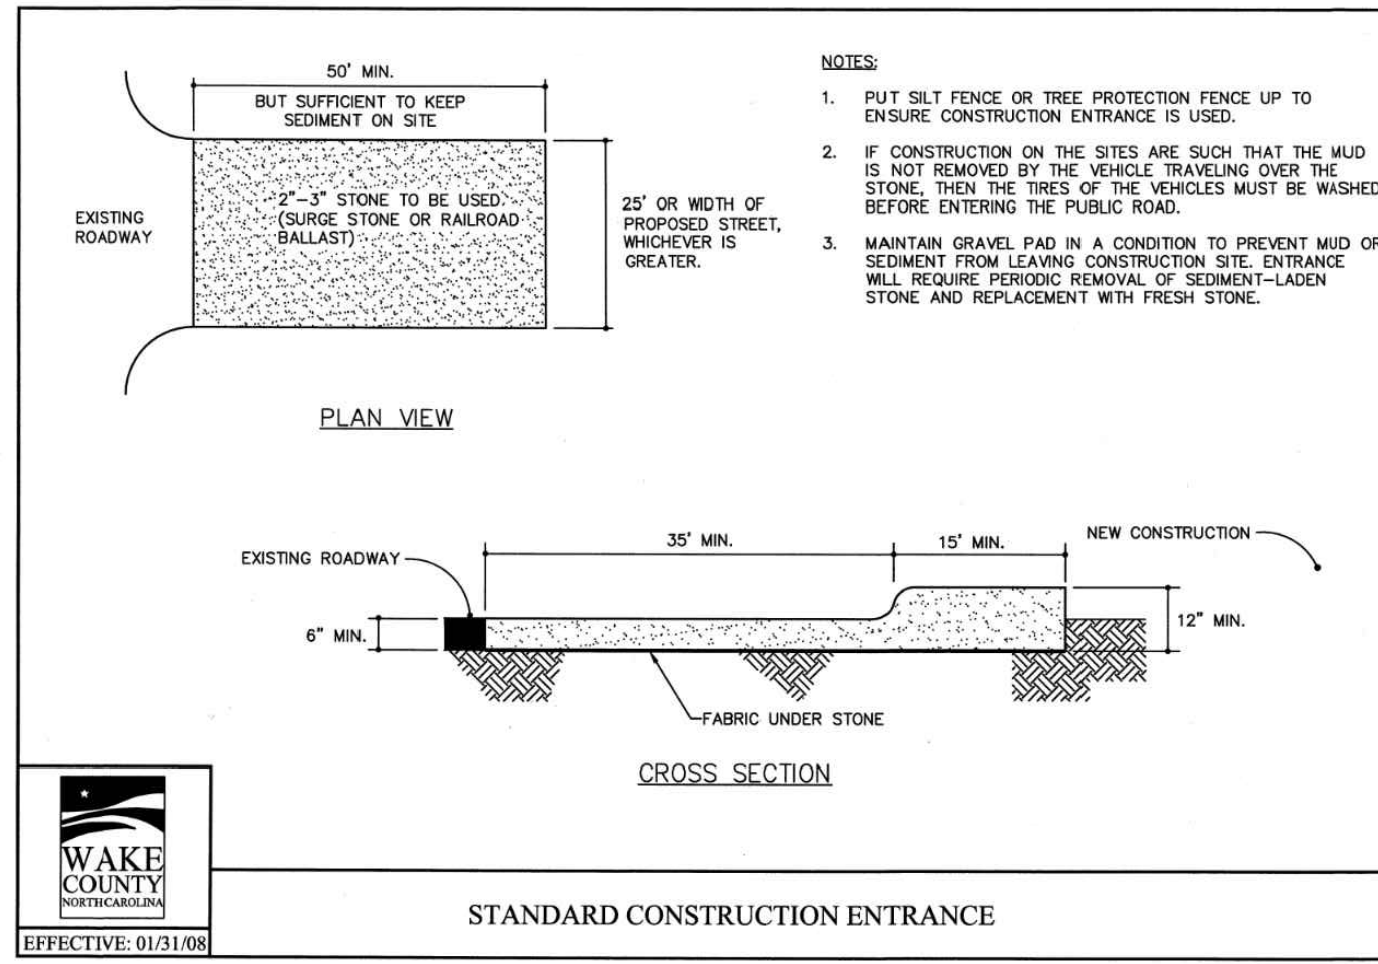 50' MIN.
BUT SUFFICIENT TO KEEP
SEDIMENT ON SITE
EXISTING
ROADWAY
2"-3" STONE TO BE USED.
(SURGE STONE OR RAILROAD
BALLAST)
25' OR WIDTH OF
PROPOSED STREET,
WHICHEVER IS
GREATER.
PLAN VIEW
NOTES:
1. PUT SILT FENCE OR TREE PROTECTION FENCE UP TO
ENSURE CONSTRUCTION ENTRANCE IS USED.
2. IF CONSTRUCTION ON THE SITES ARE SUCH THAT THE MUD
IS NOT REMOVED BY THE VEHICLE TRAVELING OVER THE
STONE, THEN THE TIRES OF THE VEHICLES MUST BE WASHED
BEFORE ENTERING THE PUBLIC ROAD.
3. MAINTAIN GRAVEL PAD IN A CONDITION TO PREVENT MUD OR
SEDIMENT FROM LEAVING CONSTRUCTION SITE. ENTRANCE
WILL REQUIRE PERIODIC REMOVAL OF SEDIMENT-LADEN
STONE AND REPLACEMENT WITH FRESH STONE.
EXISTING ROADWAY
35' MIN.
15' MIN.
NEW CONSTRUCTION
6" MIN.
12" MIN.
FABRIC UNDER STONE
CROSS SECTION
WAKE
COUNTY
NORTH CAROLINA
EFFECTIVE: 01/31/08
STANDARD CONSTRUCTION ENTRANCE